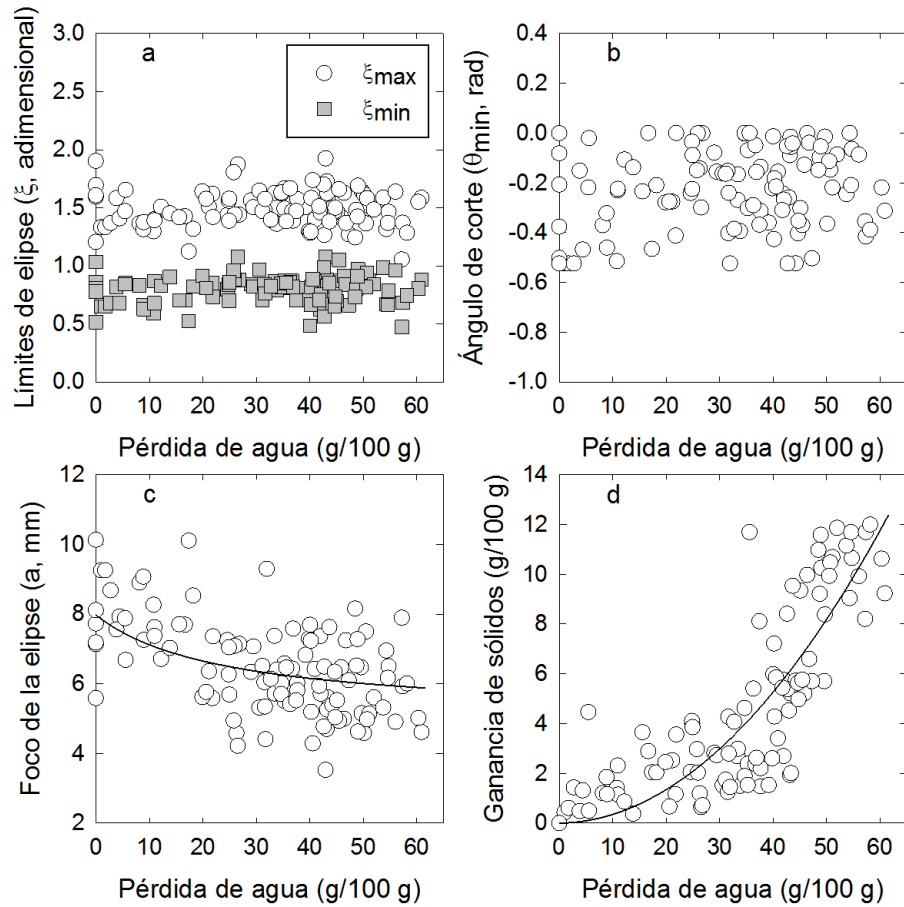 a
ξmax
ξmin
Límites de elipse (ξ, adimensional)
3.0
2.5
2.0
1.5
1.0
0.5
0.0
0 10 20 30 40 50 60
Pérdida de agua (g/100 g)
b
Ángulo de corte (θmin, rad)
0.4
0.2
0.0
-0.2
-0.4
-0.6
-0.8
-1.0
0 10 20 30 40 50 60
Pérdida de agua (g/100 g)
c
Foco de la elipse (a, mm)
12
10
8
6
4
2
0 10 20 30 40 50 60
Pérdida de agua (g/100 g)
d
Ganancia de sólidos (g/100 g)
14
12
10
8
6
4
2
0
0 10 20 30 40 50 60
Pérdida de agua (g/100 g)